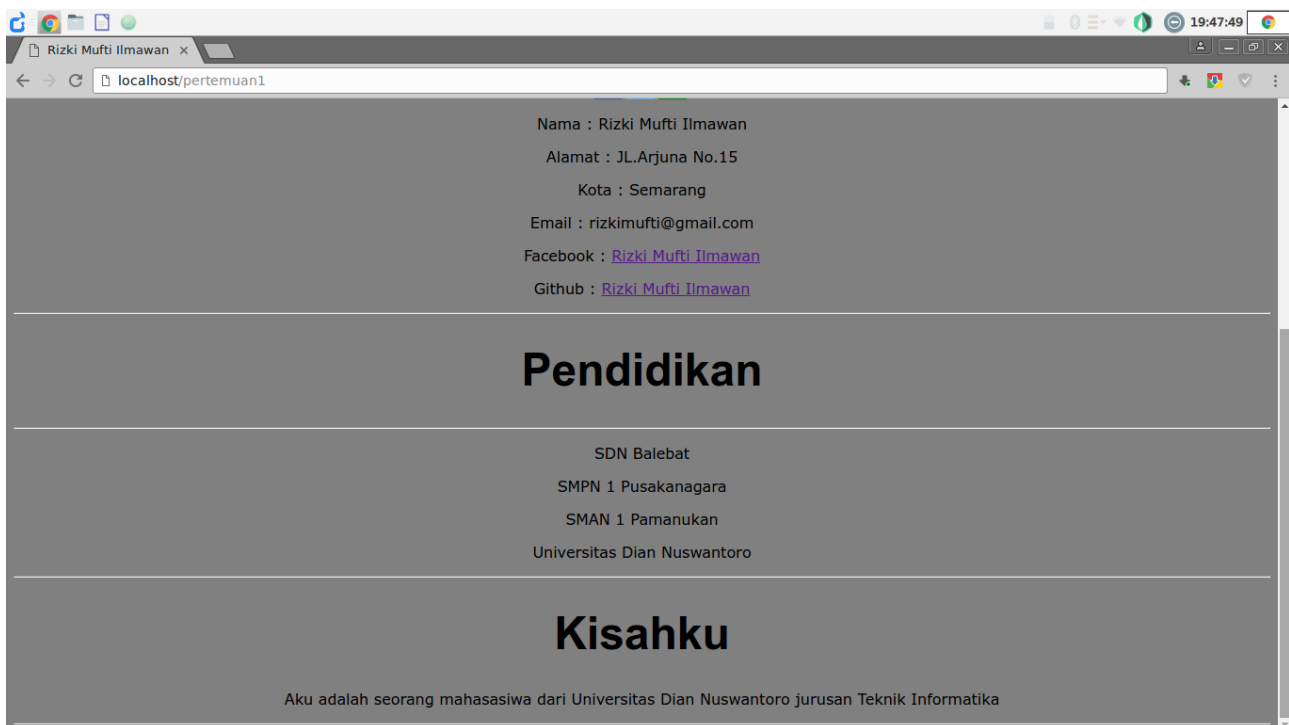 19:47:49
Rizki Mufti Ilmawan
localhost/pertemuan1
Nama : Rizki Mufti Ilmawan
Alamat : JL.Arjuna No.15
Kota : Semarang
Email : rizkimufti@gmail.com
Facebook : Rizki Mufti Ilmawan
Github : Rizki Mufti Ilmawan
Pendidikan
SDN Balebat
SMPN 1 Pusakanagara
SMAN 1 Pamanukan
Universitas Dian Nuswantoro
Kisahku
Aku adalah seorang mahasasiwa dari Universitas Dian Nuswantoro jurusan Teknik Informatika